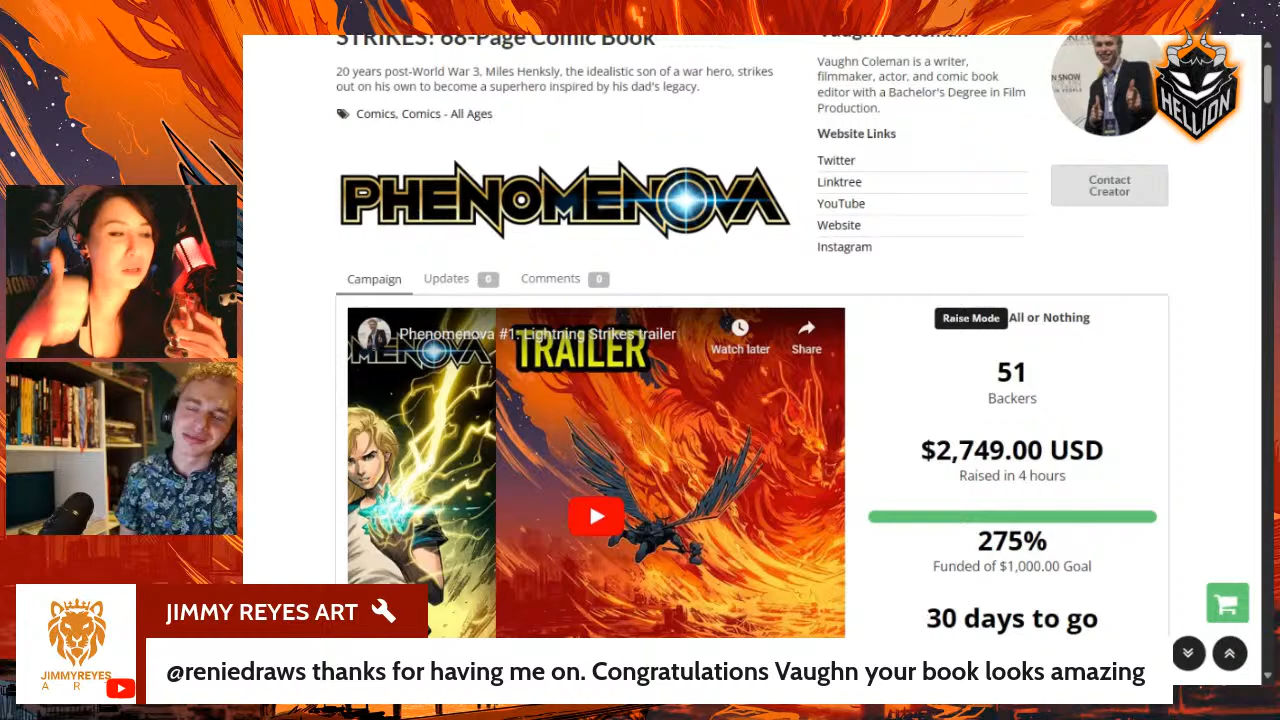 STRIKES! 68-Page Comic Book
20 years post-World War 3. Miles Henksly, the idealistic son of a war hero, strikes
out on his own to become a superhero inspired by his dad's legacy.
Comics, Comics - All Ages
PHENOMENOVA
Vaughn Coleman
Vaughn Coleman is a writer,
filmmaker, actor, and comic book
editor with a Bachelor's Degree in Film
Production.
Website Links
Twitter
Linktree
YouTube
Website
Instagram
N SNOW
HELLION
Contact
Creator
Campaign
Updates 0
Comments 0
Phenomenova #1: Lightning Strikes trailer
Watch later
Share
TRAILER
Raise Mode All or Nothing
51
Backers
$2,749.00 USD
Raised in 4 hours
275%
Funded of $1,000.00 Goal
30 days to go
JIMMYREYES
A R
JIMMY REYES ART
@reniedraws thanks for having me on. Congratulations Vaughn your book looks amazing